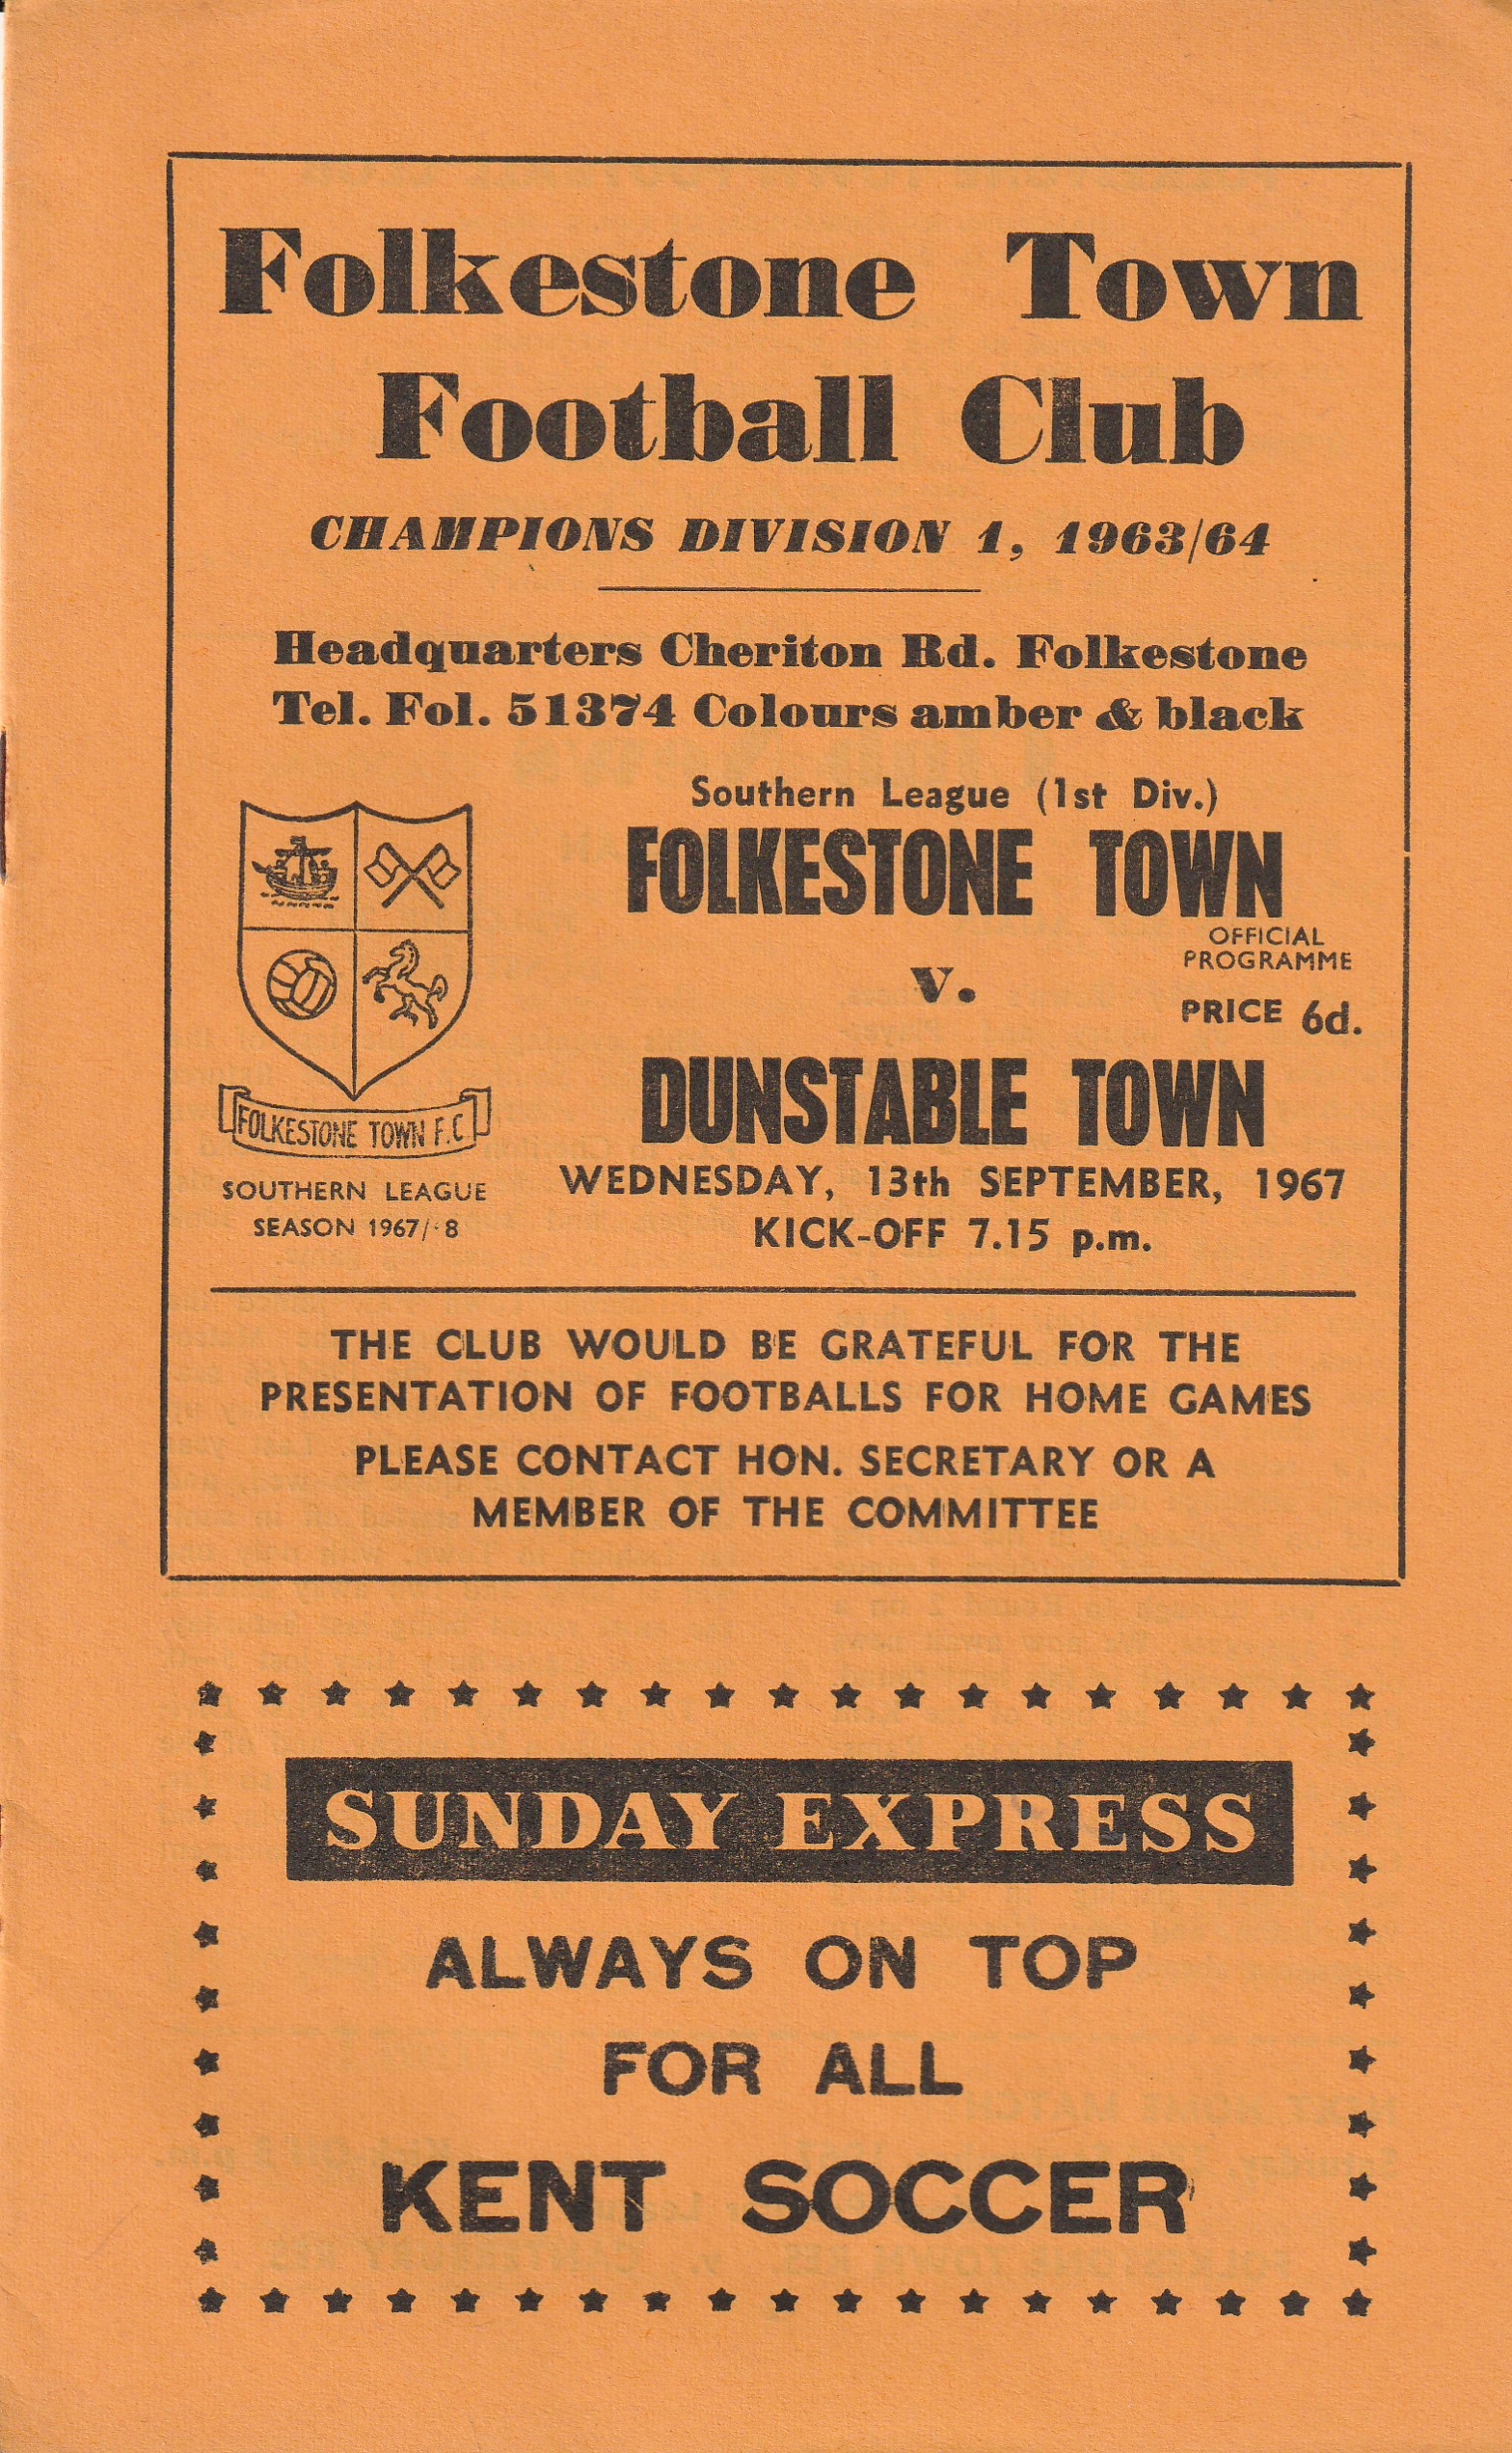 Folkestone Town
Football Club
CHAMPIONS DIVISION 1, 1963/64
Headquarters Cheriton Rd. Folkestone
Tel. Fol. 51374 Colours amber & black
Southern League (1st Div.)
FOLKESTONE TOWN
OFFICIAL
PROGRAMME
v.
PRICE 6d.
DUNSTABLE TOWN
FOLKESTONE TOWN F.C
SOUTHERN LEAGUE
SEASON 1967/ 8
WEDNESDAY, 13th SEPTEMBER, 1967
KICK-OFF 7.15 p.m.
THE CLUB WOULD BE GRATEFUL FOR THE
PRESENTATION OF FOOTBALLS FOR HOME GAMES
PLEASE CONTACT HON. SECRETARY OR A
MEMBER OF THE COMMITTEE
SUNDAY EXPRESS
ALWAYS ON TOP
FOR ALL
KENT SOCCER